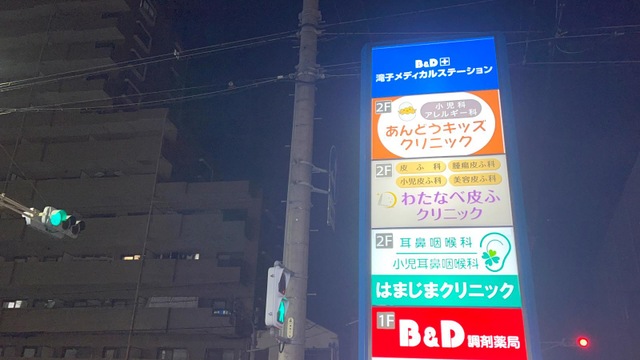 B&D
滝子メディカルステーション
2F
小児科
アレルギー科
あんどうキッズ
クリニック
2F
皮ふ科 腫瘍皮ふ科
小児皮ふ科 美容皮ふ科
わたなべ皮ふ
クリニック
2F
耳鼻咽喉科
小児耳鼻咽喉科
はまじまクリニック
1F
B&D調剤薬局